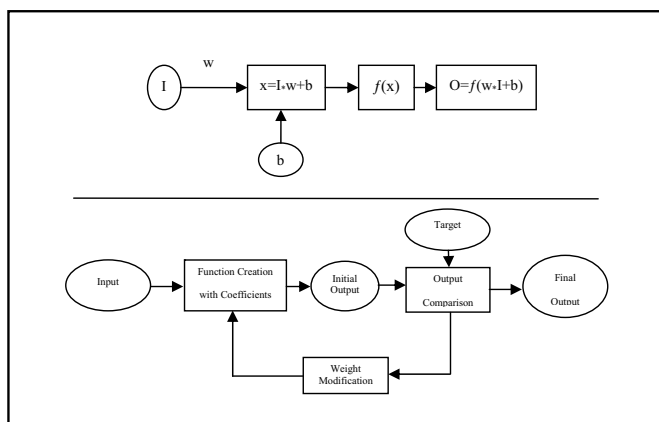 w
I
x=I*w+b
f(x)
O=f(w*I+b)
b
Target
Input
Function Creation
with Coefficients
Initial
Output
Output
Comparison
Final
Output
Weight
Modification